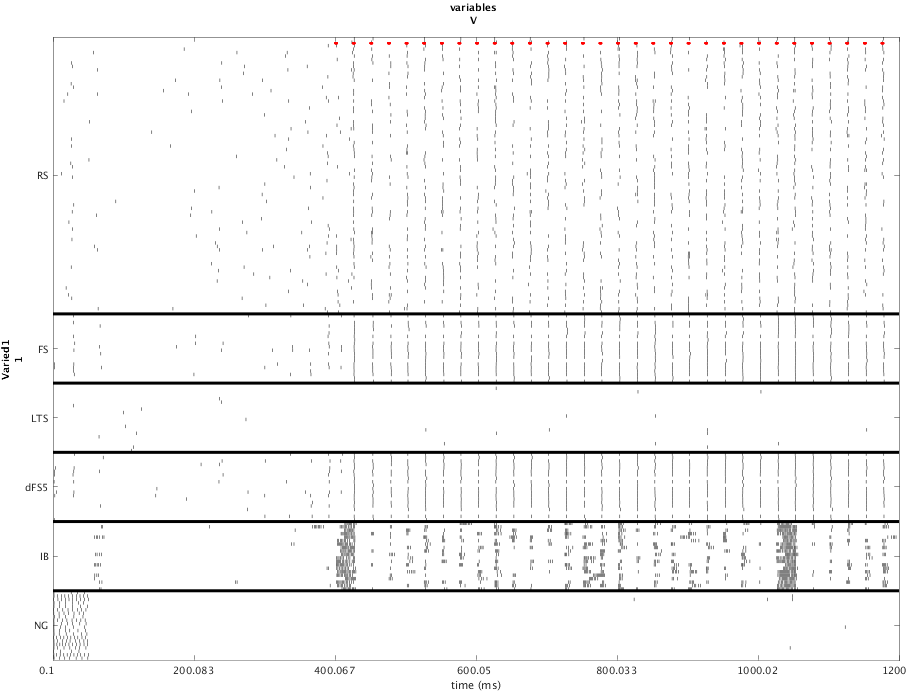 variables
V
Varied1
1
RS
FS
LTS
dFS5
IB
NG
0.1 200.083 400.067 600.05 800.033 1000.02 1200
time (ms)